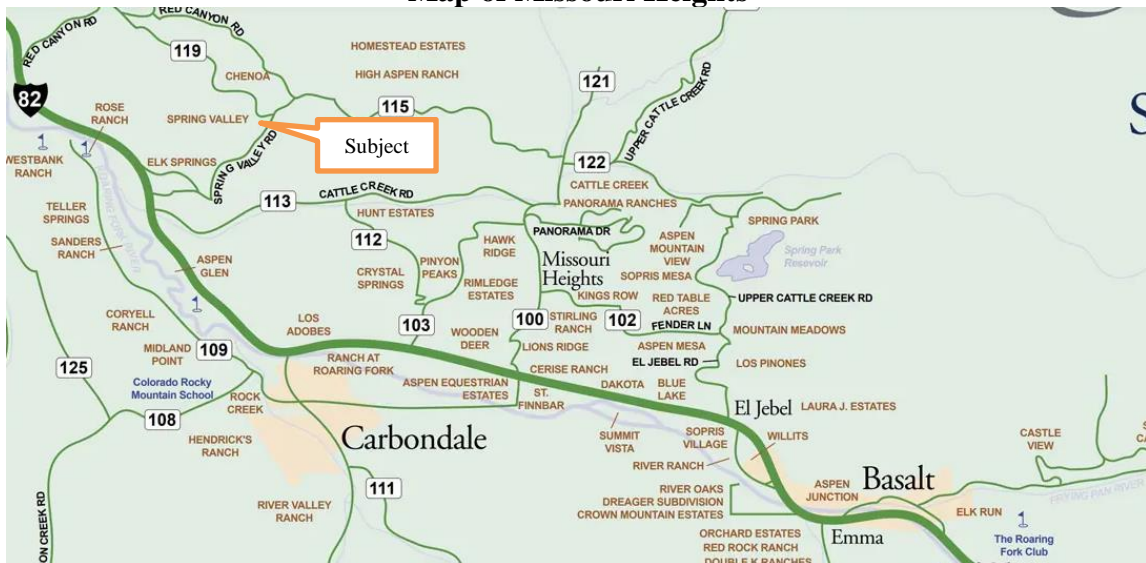 Map of Missouri Heights
RED CANYON RD
RED CANYON RD
119
HOMESTEAD ESTATES
CHENOA
HIGH ASPEN RANCH
121
UPPER CATTLE CREEK RD
82
ROSE
RANCH
SPRING VALLEY
115
S
Subject
WESTBANK
RANCH
ELK SPRINGS
SPRING VALLEY RD
122
CATTLE CREEK
PANORAMA RANCHES
ROARING FORK RIVER
TELLER
SPRINGS
113
CATTLE CREEK RD
HUNT ESTATES
SPRING PARK
PANORAMA DR
SANDERS
RANCH
112
HAWK
RIDGE
Missouri
Heights
ASPEN
MOUNTAIN
VIEW
Spring Park
Resevoir
ASPEN
GLEN
CRYSTAL
SPRINGS
PINYON
PEAKS
RIMLEDGE
ESTATES
SOPRIS MESA
KINGS ROW
RED TABLE
ACRES
UPPER CATTLE CREEK RD
CORYELL
RANCH
LOS
ADOBES
103
WOODEN
DEER
100
STIRLING
RANCH
102
FENDER LN
MOUNTAIN MEADOWS
MIDLAND
POINT
109
LIONS RIDGE
ASPEN MESA
EL JEBEL RD
LOS PINONES
125
RANCH AT
ROARING FORK
CERISE RANCH
Colorado Rocky
Mountain School
ROCK
CREEK
ASPEN EQUESTRIAN
ESTATES
ST.
FINNBAR
DAKOTA
BLUE
LAKE
El Jebel
LAURA J. ESTATES
108
HENDRICK'S
RANCH
Carbondale
SUMMIT
VISTA
SOPRIS
VILLAGE
WILLITS
CASTLE
VIEW
RIVER RANCH
Basalt
111
RIVER OAKS
DREAGER SUBDIVISION
CROWN MOUNTAIN ESTATES
ASPEN
JUNCTION
FRYING PAN RIVER
RIVER VALLEY
RANCH
ELK RUN
ON CREEK RD
ORCHARD ESTATES
RED ROCK RANCH
DOUBLE K RANCHES
Emma
The Roaring
Fork Club